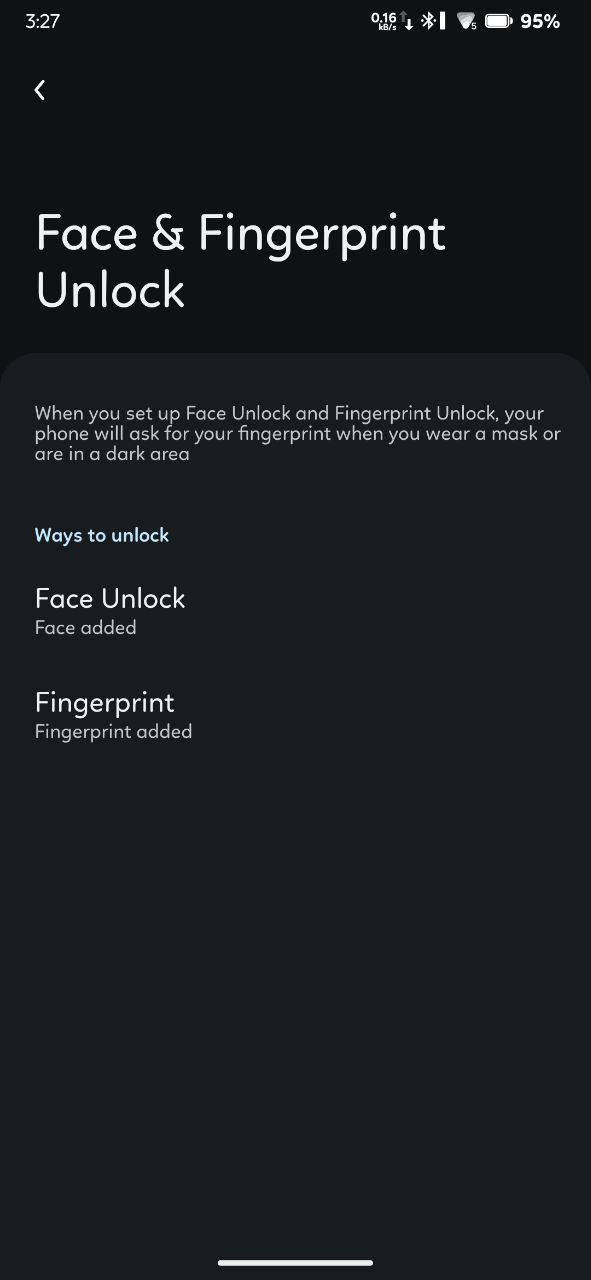 3:27 0.16 kB/s 5 95%
Face & Fingerprint
Unlock
When you set up Face Unlock and Fingerprint Unlock, your
phone will ask for your fingerprint when you wear a mask or
are in a dark area
Ways to unlock
Face Unlock
Face added
Fingerprint
Fingerprint added